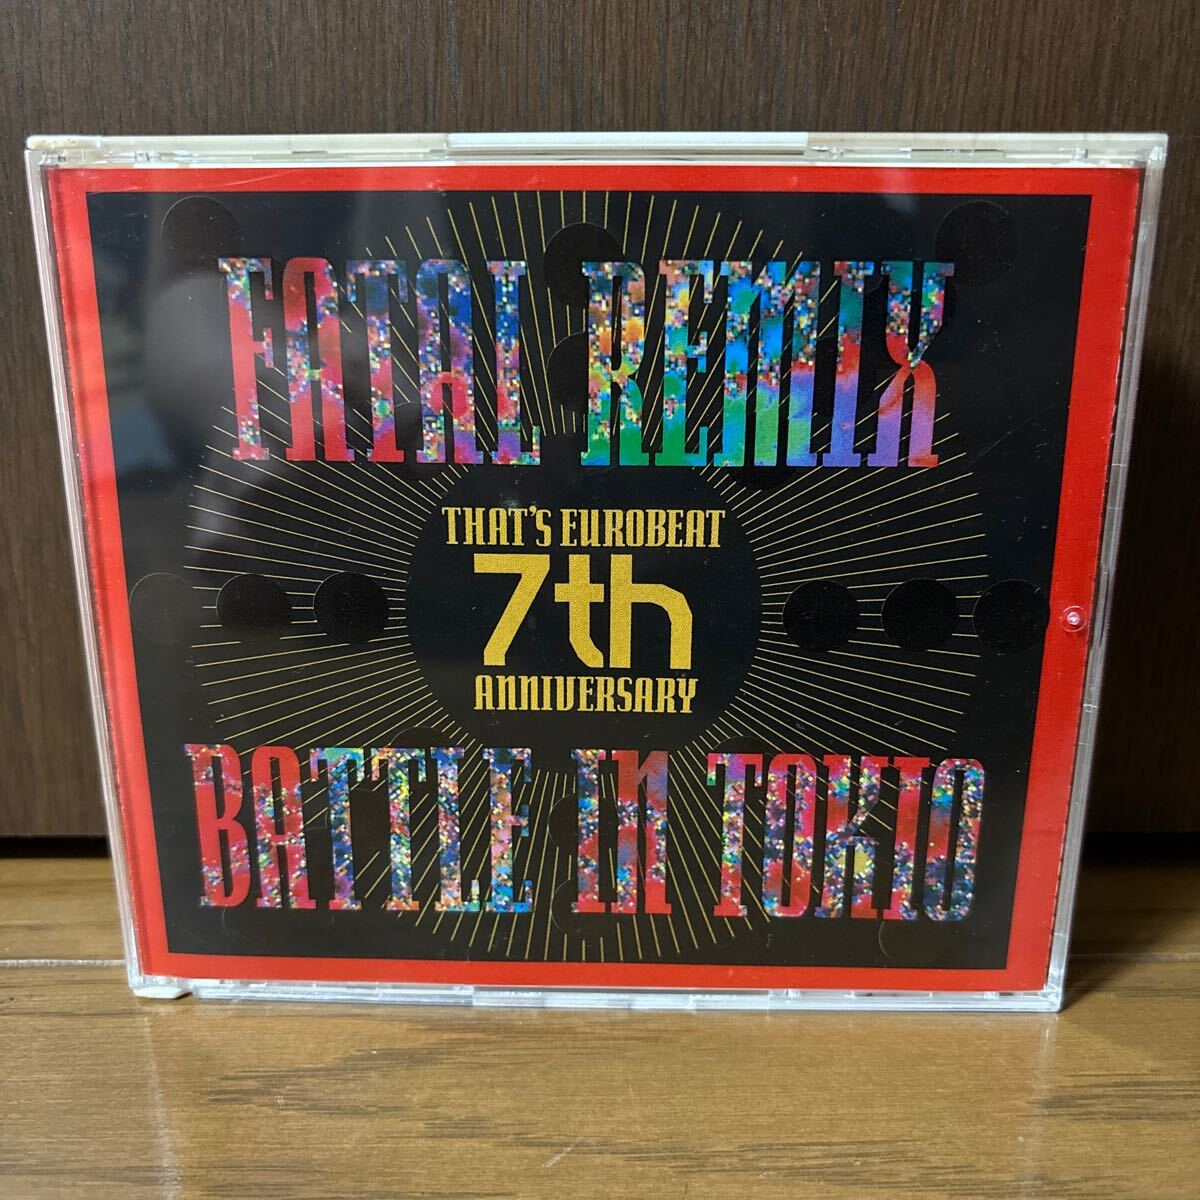 FATAL REMIX
THAT'S EUROBEAT
7th
ANNIVERSARY
BATTLE IN TOKIO